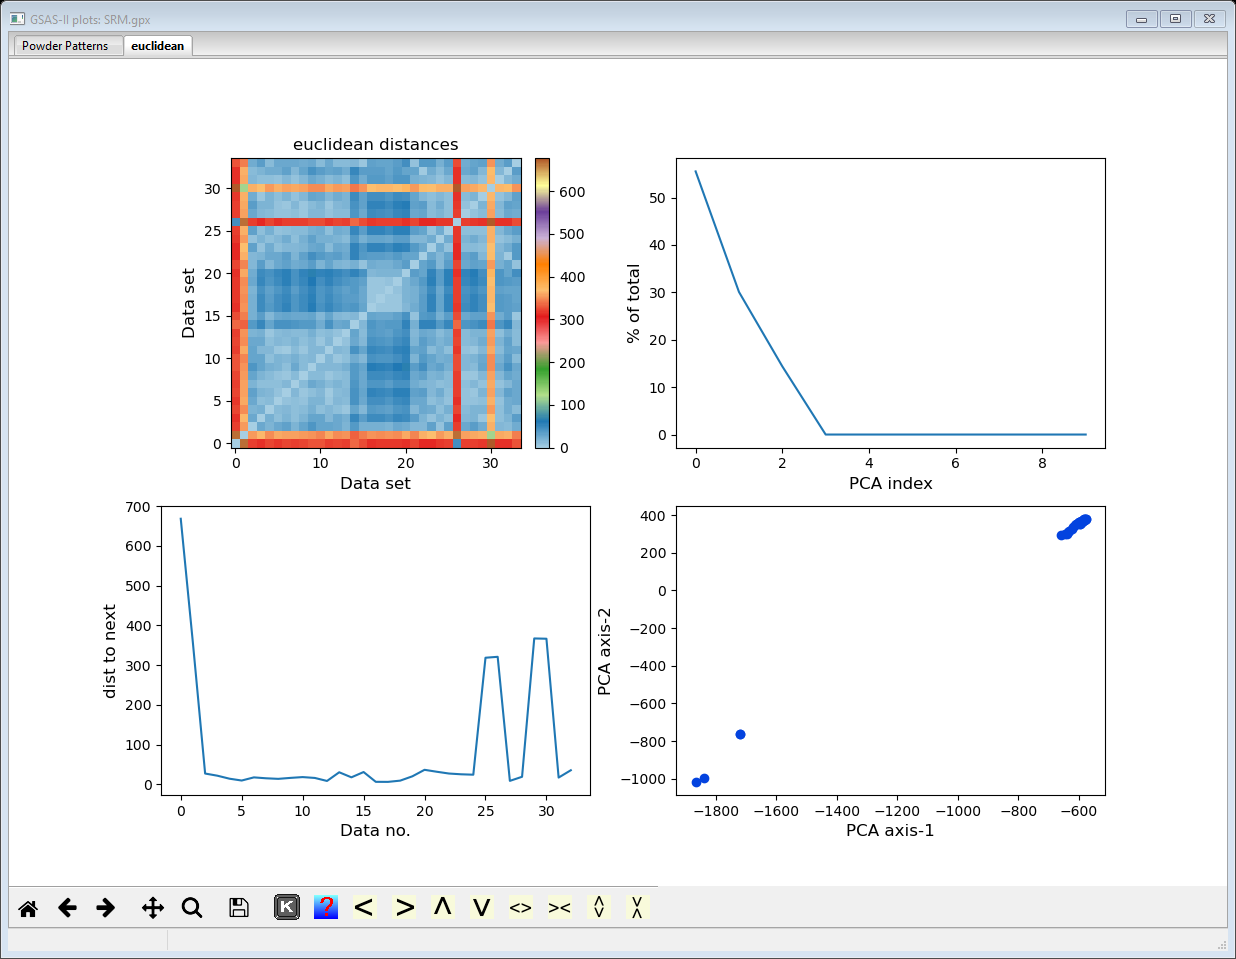 GSAS-II plots: SRM.gpx
Powder Patterns
euclidean
euclidean distances
Data set
30
25
20
15
10
5
0
0 10 20 30
Data set
600
500
400
300
200
100
0
% of total
50
40
30
20
10
0
0 2 4 6 8
PCA index
dist to next
700
600
500
400
300
200
100
0
0 5 10 15 20 25 30
Data no.
PCA axis-2
400
200
0
−200
−400
−600
−800
−1000
−1800 −1600 −1400 −1200 −1000 −800 −600
PCA axis-1
K ? < > Λ V <> ><